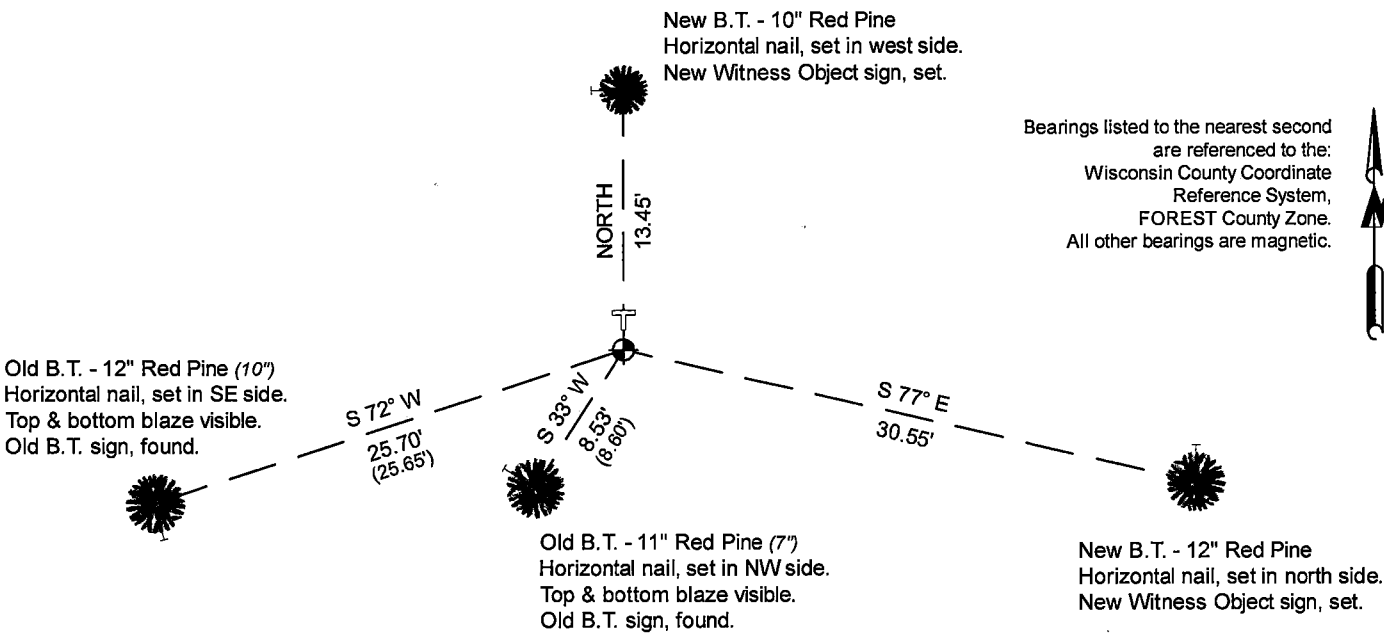 New B.T. - 10" Red Pine
Horizontal nail, set in west side.
New Witness Object sign, set.
Bearings listed to the nearest second
are referenced to the:
Wisconsin County Coordinate
Reference System,
FOREST County Zone.
All other bearings are magnetic.
NORTH
13.45'
Old B.T. - 12" Red Pine (10")
Horizontal nail, set in SE side.
Top & bottom blaze visible.
Old B.T. sign, found.
S 72° W
25.70'
(25.65')
S 33° W
8.53'
(8.60')
S 77° E
30.55'
Old B.T. - 11" Red Pine (7")
Horizontal nail, set in NW side.
Top & bottom blaze visible.
Old B.T. sign, found.
New B.T. - 12" Red Pine
Horizontal nail, set in north side.
New Witness Object sign, set.